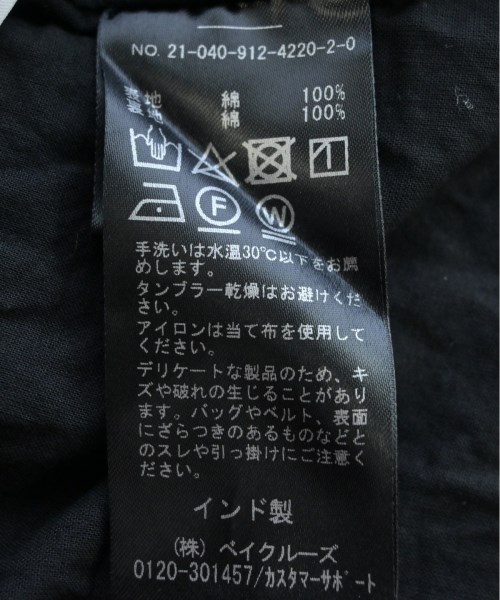 NO. 21-040-912-4220-2-0
表 地 綿 100%
装 綿 100%
F W
手洗いは水温30℃以下をお薦
めします。
タンブラー乾燥はお避けくだ
さい。
アイロンは当て布を使用して
ください。
デリケートな製品のため、キ
ズや破れの生じることがあり
ます。バッグやベルト、表面
にざらつきのあるものなどと
のスレや引っ掛けにご注意く
ださい。
インド製
(株) ベイクルーズ
0120-301457/カスタマーサポート